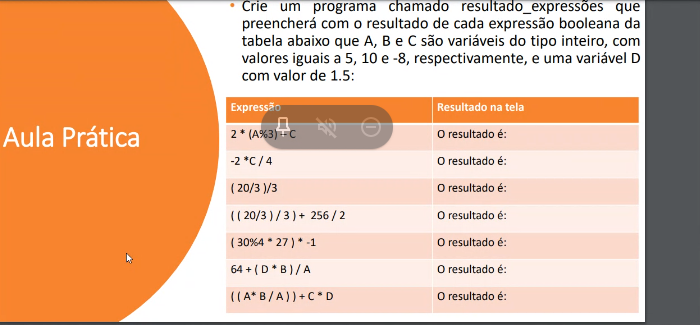 • Crie um programa chamado resultado_expressões que
preencherá com o resultado de cada expressão booleana da
tabela abaixo que A, B e C são variáveis do tipo inteiro, com
valores iguais a 5, 10 e -8, respectivamente, e uma variável D
com valor de 1.5:
Aula Prática
Expressão Resultado na tela
2 * (A%3) - C O resultado é:
-2 *C / 4 O resultado é:
( 20/3 )/3 O resultado é:
( ( 20/3 ) / 3 ) + 256 / 2 O resultado é:
( 30%4 * 27 ) * -1 O resultado é:
64 + ( D * B ) / A O resultado é:
( ( A* B / A ) ) + C * D O resultado é: